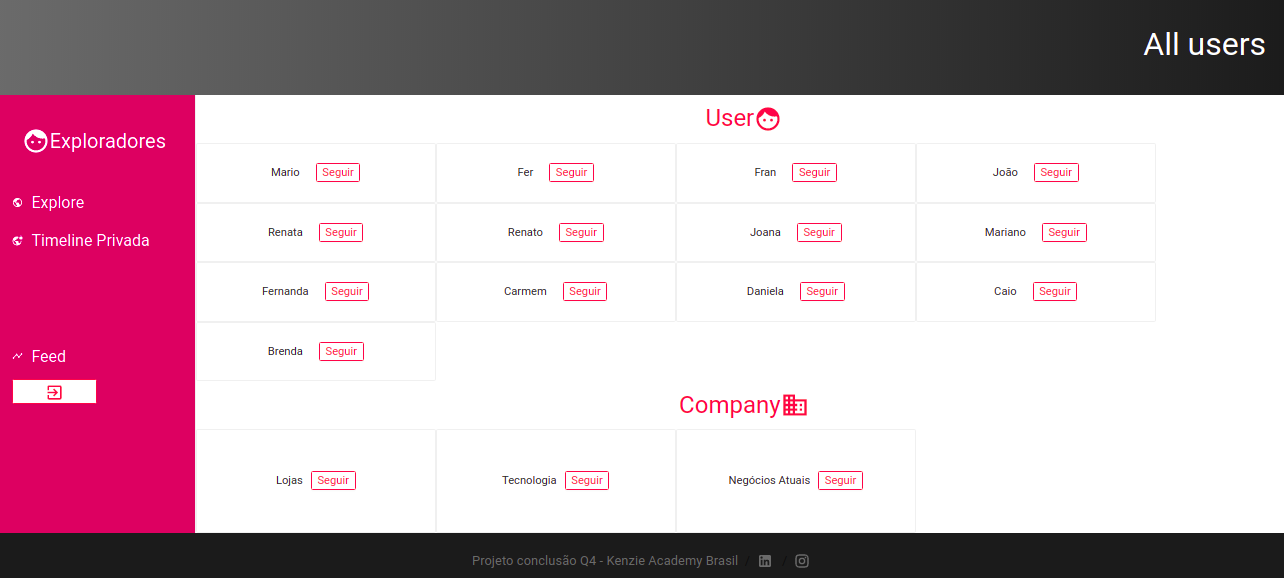 All users
Exploradores
Explore
Timeline Privada
Feed
User
Mario Seguir Fer Seguir Fran Seguir João Seguir
Renata Seguir Renato Seguir Joana Seguir Mariano Seguir
Fernanda Seguir Carmem Seguir Daniela Seguir Caio Seguir
Brenda Seguir
Company
Lojas Seguir Tecnologia Seguir Negócios Atuais Seguir
Projeto conclusão Q4 - Kenzie Academy Brasil / /